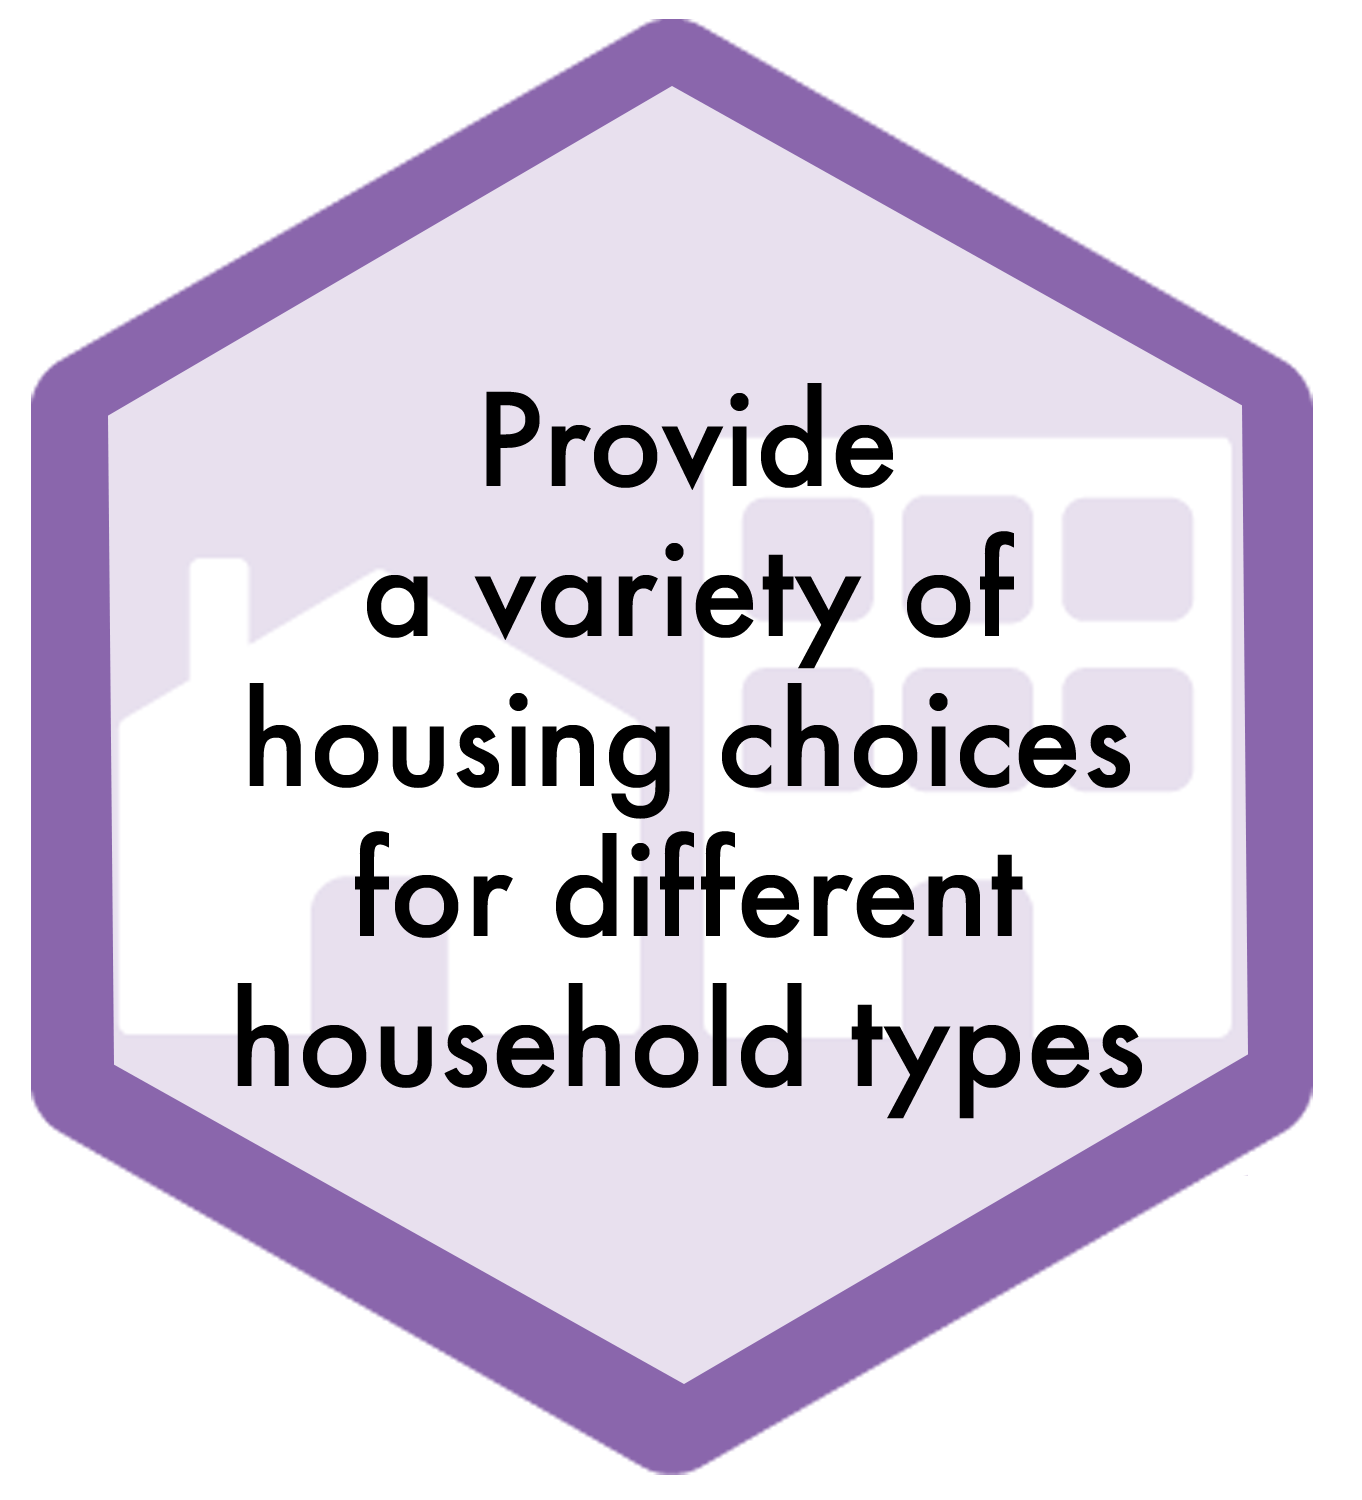 Provide
a variety of
housing choices
for different
household types